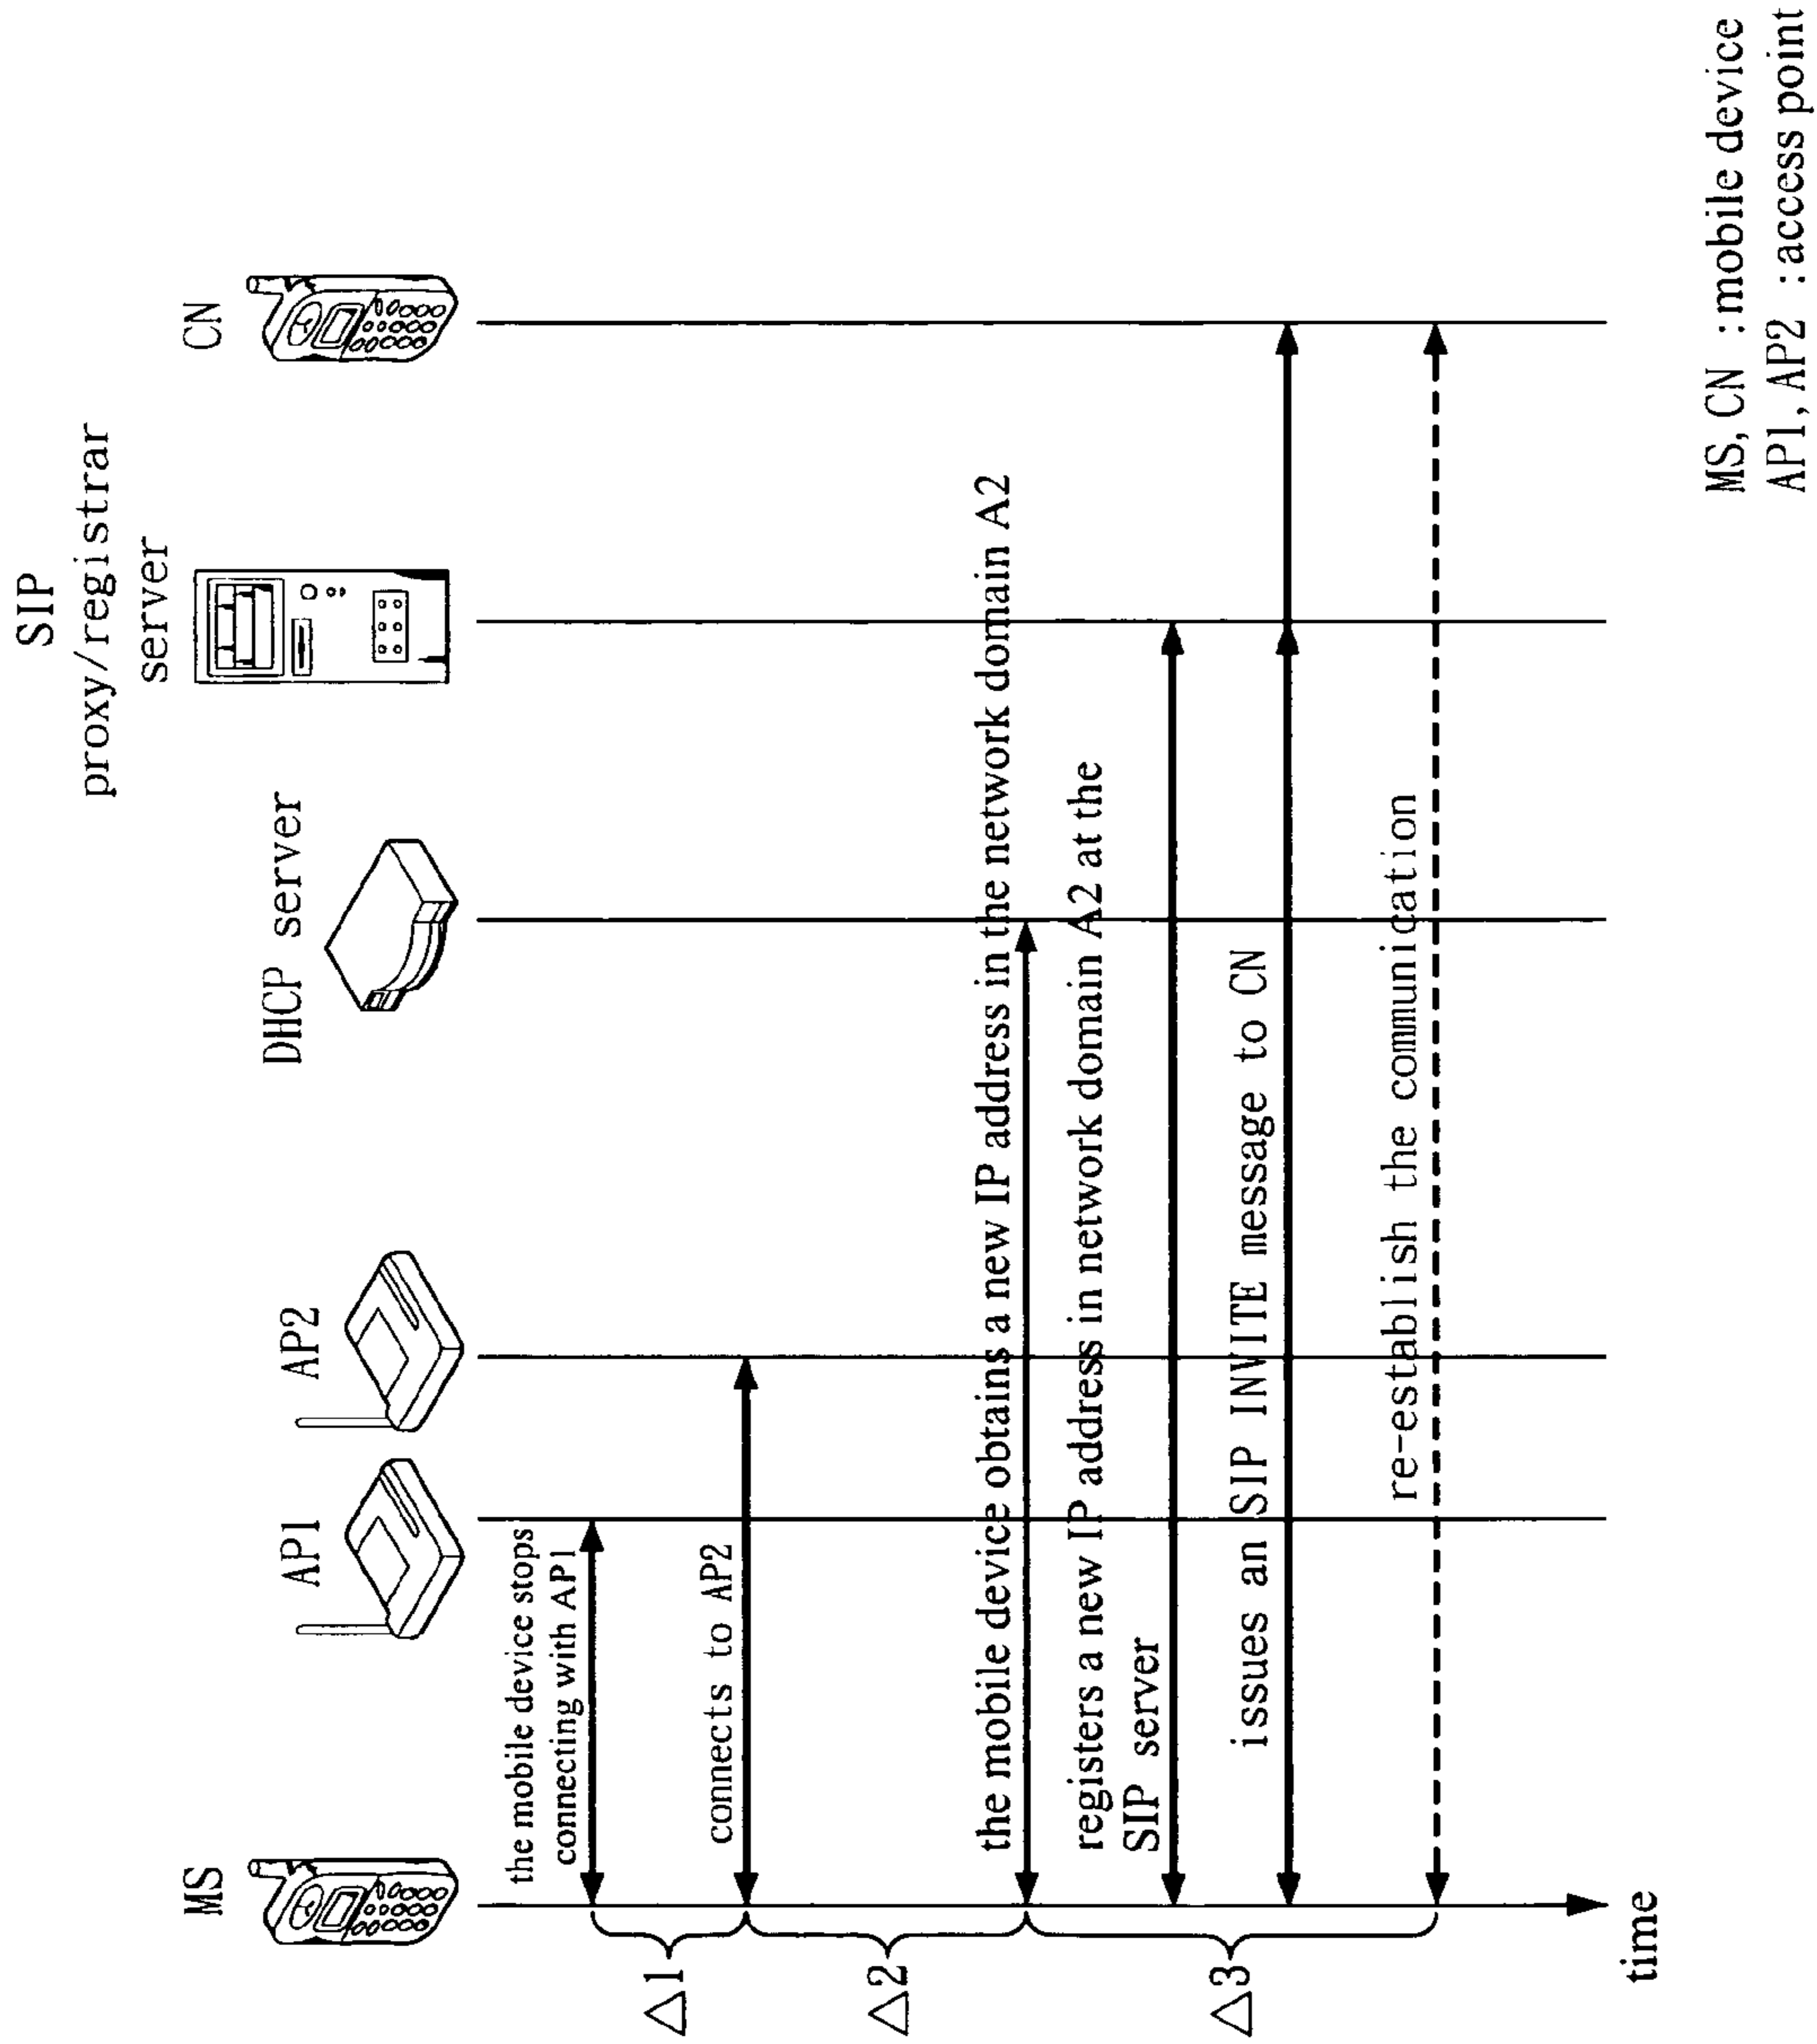 SIP
proxy/registrar
server
MS
AP1
AP2
DHCP server
CN
the mobile device stops
connecting with AP1
connects to AP2
the mobile device obtains a new IP address in the network domain A2
registers a new IP address in network domain A2 at the
SIP server
issues an SIP INVITE message to CN
re-establish the communication
△1
△2
△3
time
MS, CN :mobile device
AP1, AP2 :access point